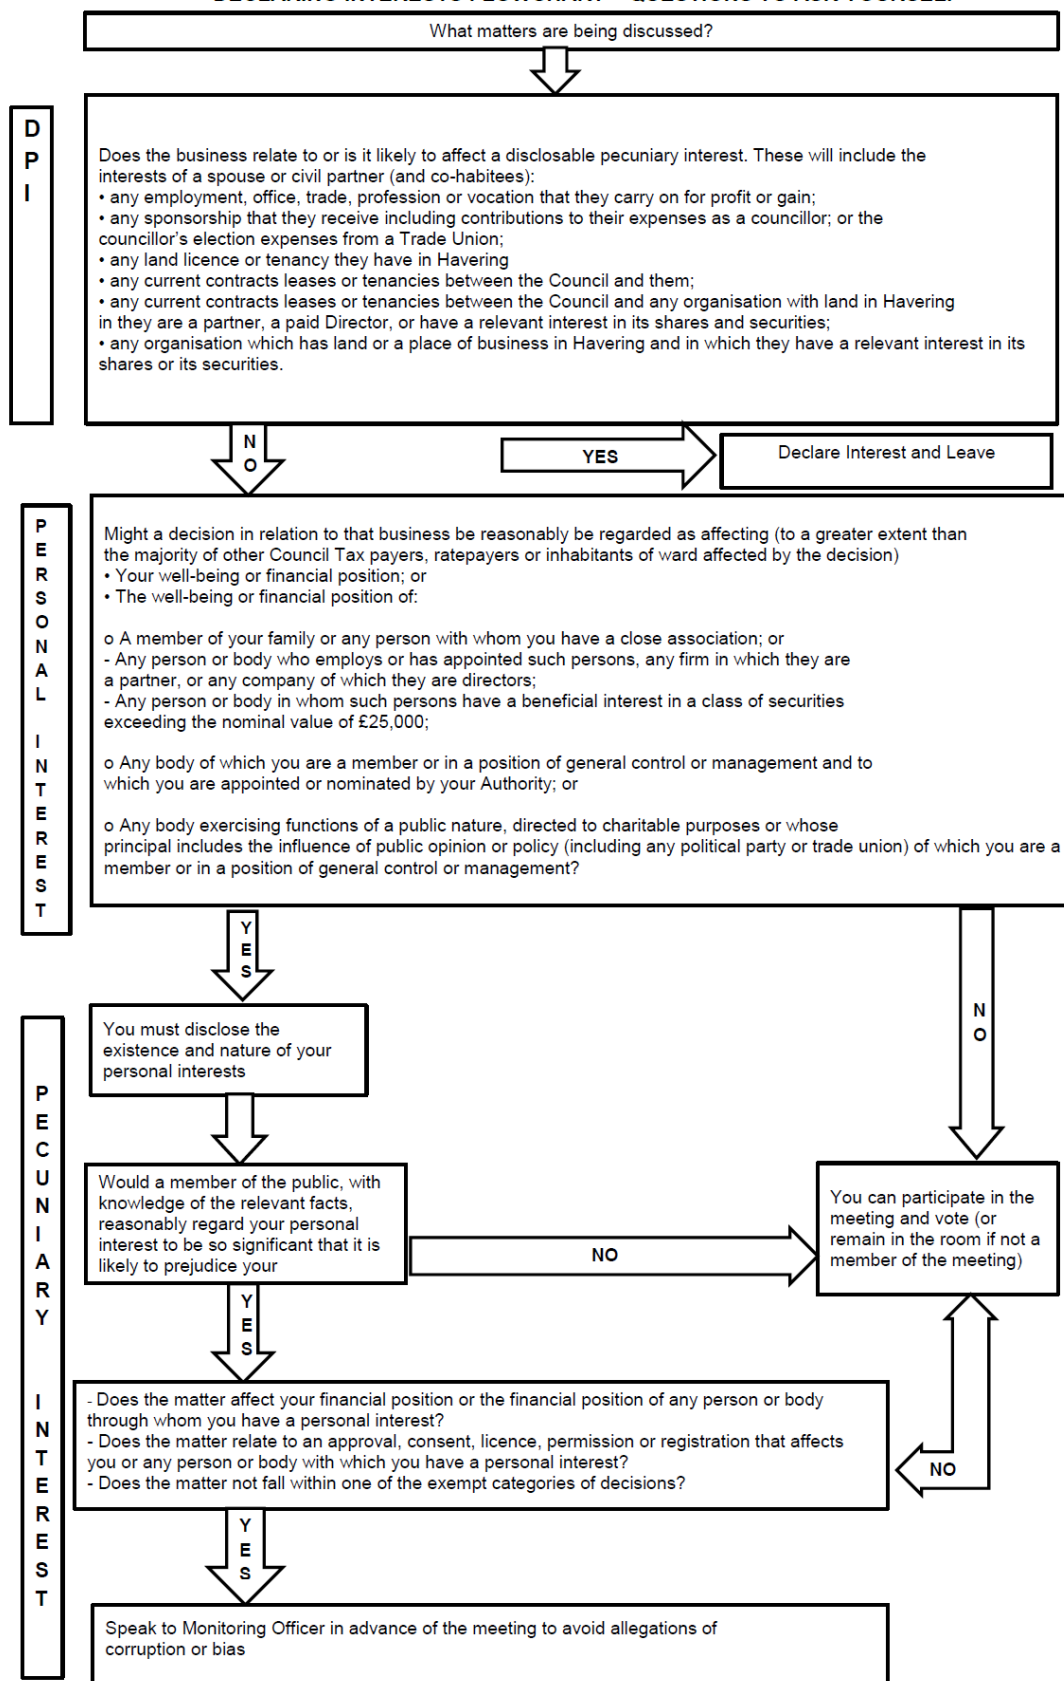 DECLARING INTERESTS FLOWCHART – QUESTIONS TO ASK YOURSELF
What matters are being discussed?
D
P
I
Does the business relate to or is it likely to affect a disclosable pecuniary interest. These will include the
interests of a spouse or civil partner (and co-habitees):
• any employment, office, trade, profession or vocation that they carry on for profit or gain;
• any sponsorship that they receive including contributions to their expenses as a councillor; or the
councillor's election expenses from a Trade Union;
• any land licence or tenancy they have in Havering
• any current contracts leases or tenancies between the Council and them;
• any current contracts leases or tenancies between the Council and any organisation with land in Havering
in they are a partner, a paid Director, or have a relevant interest in its shares and securities;
• any organisation which has land or a place of business in Havering and in which they have a relevant interest in its
shares or its securities.
N
O
YES
Declare Interest and Leave
P
E
R
S
O
N
A
L
I
N
T
E
R
E
S
T
Might a decision in relation to that business be reasonably be regarded as affecting (to a greater extent than
the majority of other Council Tax payers, ratepayers or inhabitants of ward affected by the decision)
• Your well-being or financial position; or
• The well-being or financial position of:
o A member of your family or any person with whom you have a close association; or
- Any person or body who employs or has appointed such persons, any firm in which they are
a partner, or any company of which they are directors;
- Any person or body in whom such persons have a beneficial interest in a class of securities
exceeding the nominal value of £25,000;
o Any body of which you are a member or in a position of general control or management and to
which you are appointed or nominated by your Authority; or
o Any body exercising functions of a public nature, directed to charitable purposes or whose
principal includes the influence of public opinion or policy (including any political party or trade union) of which you are a
member or in a position of general control or management?
Y
E
S
N
O
You must disclose the
existence and nature of your
personal interests
P
E
C
U
N
I
A
R
Y
I
N
T
E
R
E
S
T
Would a member of the public, with
knowledge of the relevant facts,
reasonably regard your personal
interest to be so significant that it is
likely to prejudice your
NO
You can participate in the
meeting and vote (or
remain in the room if not a
member of the meeting)
Y
E
S
- Does the matter affect your financial position or the financial position of any person or body
through whom you have a personal interest?
- Does the matter relate to an approval, consent, licence, permission or registration that affects
you or any person or body with which you have a personal interest?
- Does the matter not fall within one of the exempt categories of decisions?
NO
Y
E
S
Speak to Monitoring Officer in advance of the meeting to avoid allegations of
corruption or bias